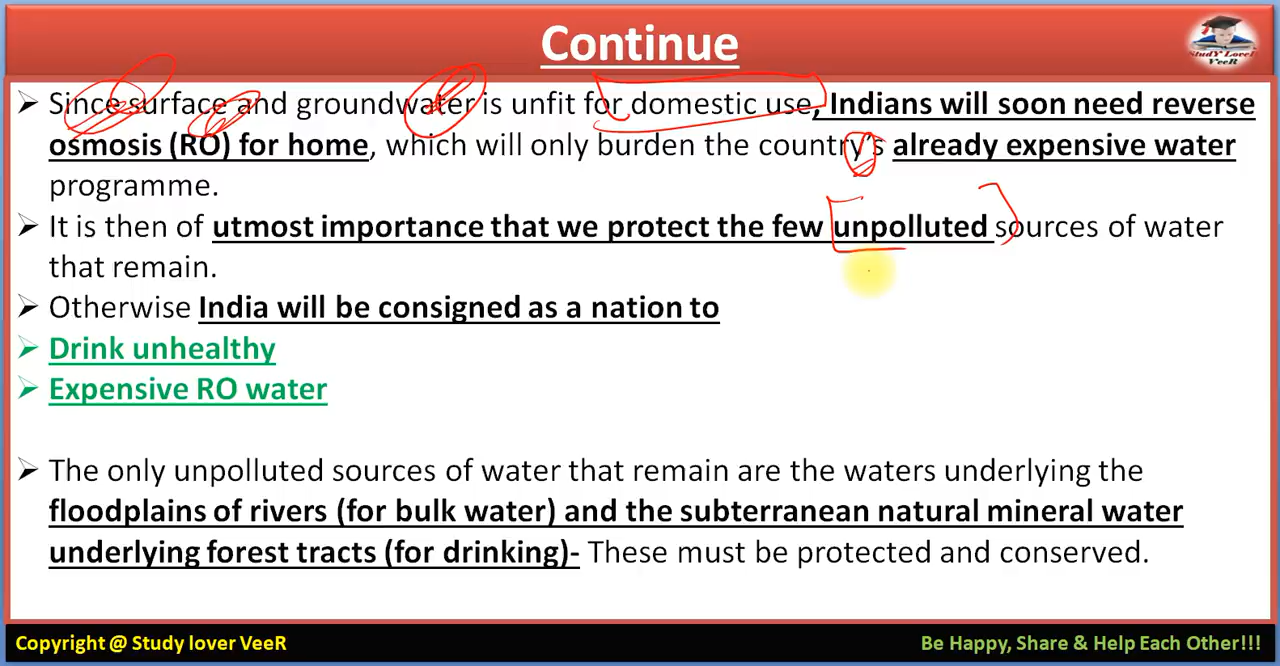 Continue
StudY LoveR
VeeR
➢ Since surface and groundwater is unfit for domestic use, Indians will soon need reverse
osmosis (RO) for home, which will only burden the country's already expensive water
programme.
➢ It is then of utmost importance that we protect the few unpolluted sources of water
that remain.
➢ Otherwise India will be consigned as a nation to
➢ Drink unhealthy
➢ Expensive RO water
➢ The only unpolluted sources of water that remain are the waters underlying the
floodplains of rivers (for bulk water) and the subterranean natural mineral water
underlying forest tracts (for drinking)- These must be protected and conserved.
Copyright @ Study lover VeeR
Be Happy, Share & Help Each Other!!!